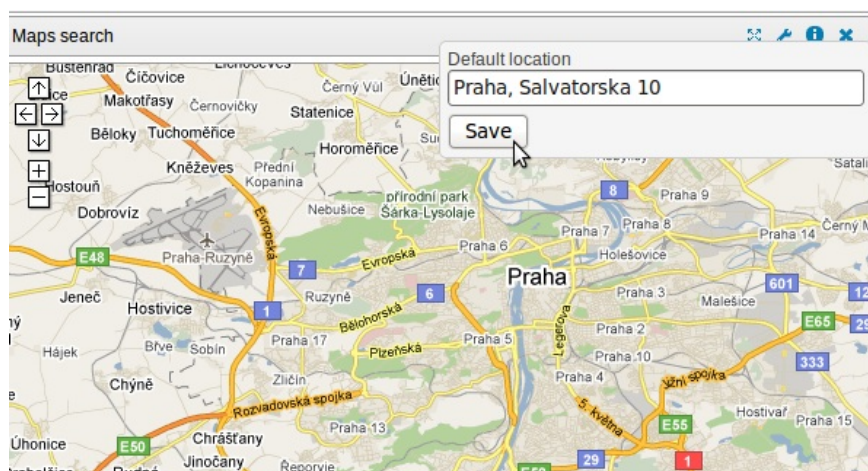 Maps search
Default location
Praha, Salvatorska 10
Save
Buštěhrad
Číčovice
Makotřasy
Černovičky
Černý Vůl
Statenice
Běloky
Tuchoměřice
Horoměřice
Kněževes
Přední
Kopanina
přírodní park
Šárka-Lysolaje
Hostouň
Dobrovíz
Nebušice
8
Praha 9
Evropská
Praha 7
Praha 8
Praha 14
E48
Praha-Ruzyně
Evropská
Praha 6
Holešovice
7
Praha
601
Jeneč
Hostivice
Ruzyně
6
Praha 3
Malešice
12
1
Bělohorská
Legerova
E65
29
Praha 17
Praha 5
Praha 2
Hájek
Břve
Sobín
Plzeňská
Praha 10
333
Chýně
Zličín
Praha 4
Jižní spojka
Rozvadovská spojka
5. května
Hostivař
Praha 15
Úhonice
E50
Chrášťany
Praha 13
E55
Jinočany
Řeporyje
29
1